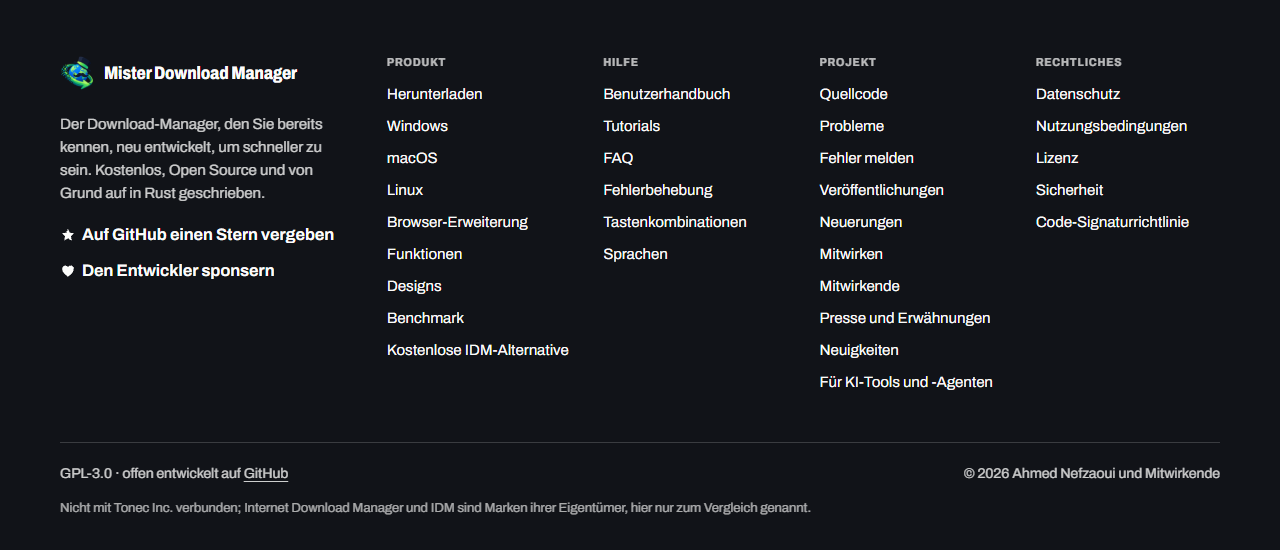 Mister Download Manager
Der Download-Manager, den Sie bereits
kennen, neu entwickelt, um schneller zu
sein. Kostenlos, Open Source und von
Grund auf in Rust geschrieben.
Auf GitHub einen Stern vergeben
Den Entwickler sponsern
PRODUKT
Herunterladen
Windows
macOS
Linux
Browser-Erweiterung
Funktionen
Designs
Benchmark
Kostenlose IDM-Alternative
HILFE
Benutzerhandbuch
Tutorials
FAQ
Fehlerbehebung
Tastenkombinationen
Sprachen
PROJEKT
Quellcode
Probleme
Fehler melden
Veröffentlichungen
Neuerungen
Mitwirken
Mitwirkende
Presse und Erwähnungen
Neuigkeiten
Für KI-Tools und -Agenten
RECHTLICHES
Datenschutz
Nutzungsbedingungen
Lizenz
Sicherheit
Code-Signaturrichtlinie
GPL-3.0 · offen entwickelt auf GitHub
© 2026 Ahmed Nefzaoui und Mitwirkende
Nicht mit Tonec Inc. verbunden; Internet Download Manager und IDM sind Marken ihrer Eigentümer, hier nur zum Vergleich genannt.